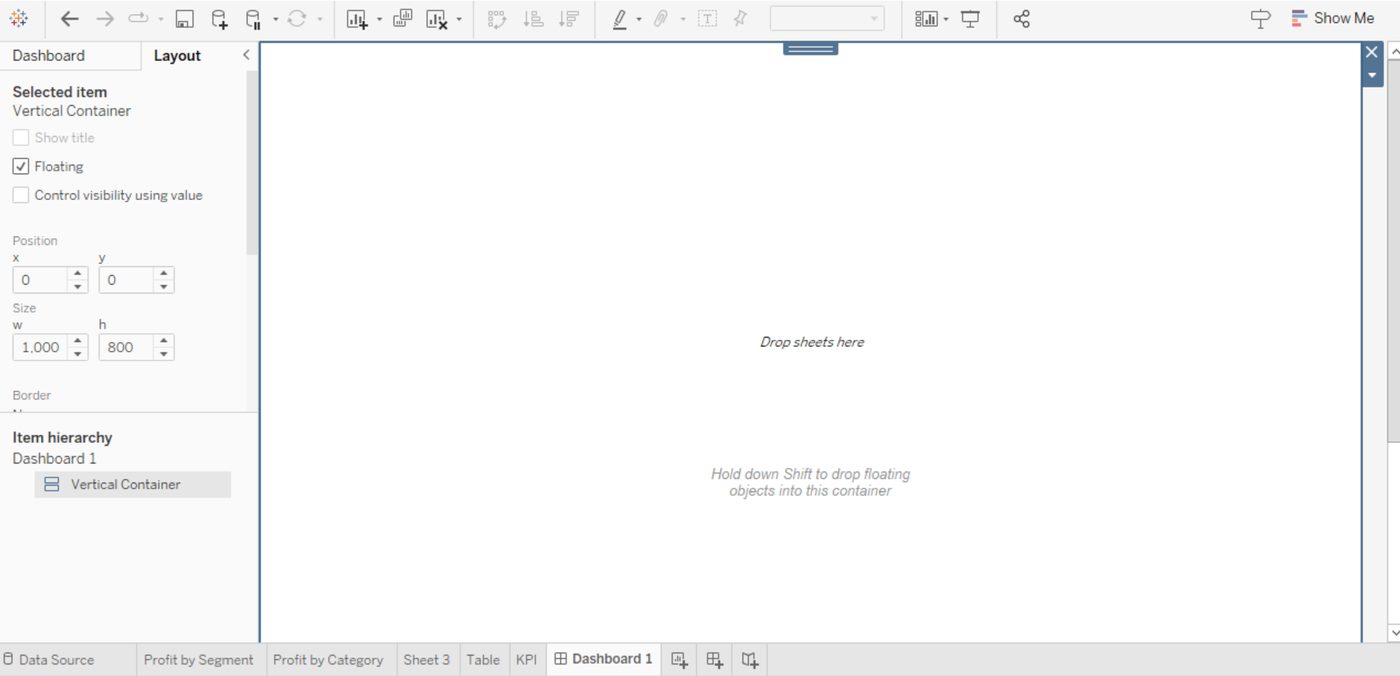 Show Me
Dashboard
Layout
Selected item
Vertical Container
Show title
Floating
Control visibility using value
Position
x y
0 0
Size
w h
1,000 800
Border
Item hierarchy
Dashboard 1
Vertical Container
Drop sheets here
Hold down Shift to drop floating
objects into this container
Data Source Profit by Segment Profit by Category Sheet 3 Table KPI Dashboard 1